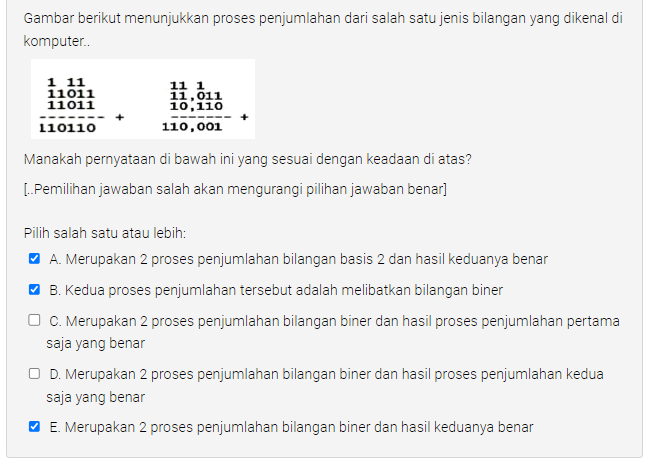 Gambar berikut menunjukkan proses penjumlahan dari salah satu jenis bilangan yang dikenal di
komputer..
1 11
11011
11011
------- +
110110
11 1
11,011
10,110
------- +
110,001
Manakah pernyataan di bawah ini yang sesuai dengan keadaan di atas?
[..Pemilihan jawaban salah akan mengurangi pilihan jawaban benar]
Pilih salah satu atau lebih:
A. Merupakan 2 proses penjumlahan bilangan basis 2 dan hasil keduanya benar
B. Kedua proses penjumlahan tersebut adalah melibatkan bilangan biner
C. Merupakan 2 proses penjumlahan bilangan biner dan hasil proses penjumlahan pertama
saja yang benar
D. Merupakan 2 proses penjumlahan bilangan biner dan hasil proses penjumlahan kedua
saja yang benar
E. Merupakan 2 proses penjumlahan bilangan biner dan hasil keduanya benar